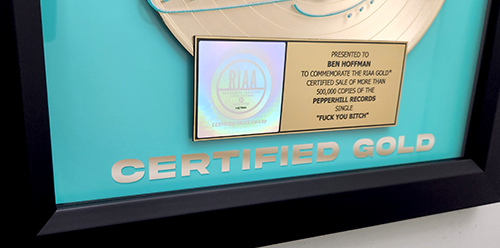 RIAA
PRESENTED TO
BEN HOFFMAN
TO COMMEMORATE THE RIAA GOLD®
CERTIFIED SALE OF MORE THAN
500,000 COPIES OF THE
PEPPERHILL RECORDS
SINGLE
"FUCK YOU BITCH"
CERTIFIED GOLD